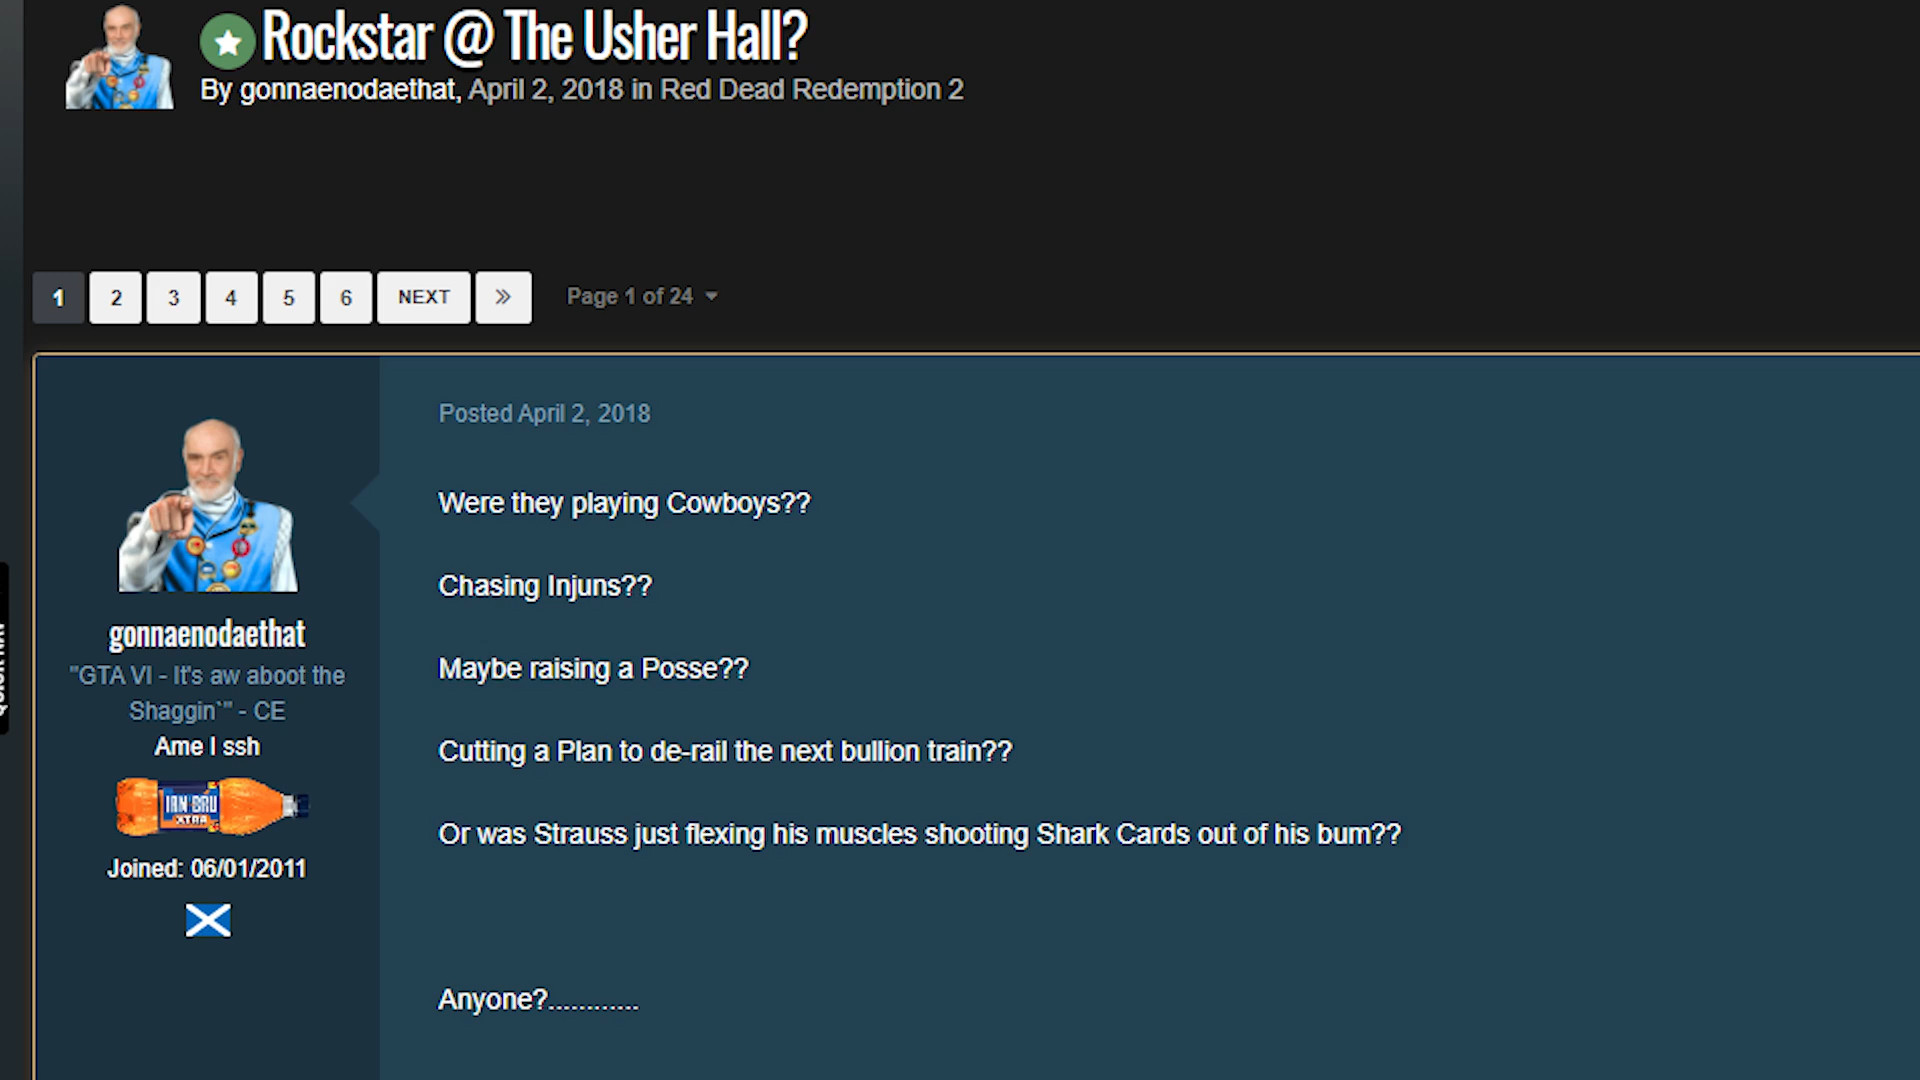 Rockstar @ The Usher Hall?
By gonnaenodaethat, April 2, 2018 in Red Dead Redemption 2
1 2 3 4 5 6 NEXT » Page 1 of 24
Posted April 2, 2018
Were they playing Cowboys??
Chasing Injuns??
Maybe raising a Posse??
Cutting a Plan to de-rail the next bullion train??
Or was Strauss just flexing his muscles shooting Shark Cards out of his bum??
Anyone?............
gonnaenodaethat
"GTA VI - It's aw aboot the
Shaggin`" - CE
Ame I ssh
IRN BRU
XTRA
Joined: 06/01/2011